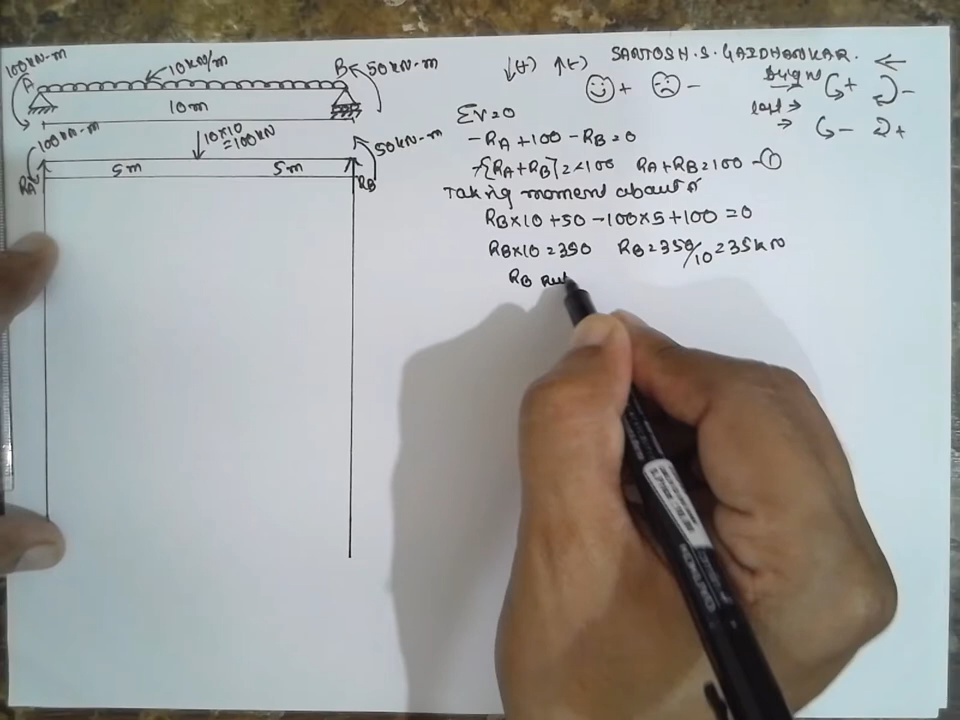 SANTOSH.S. GAIDHANKAR.
100KN-m
A
10KN/m
B
50KN-m
10m
100KN-m
10×10
=100KN
50KN-m
RA
5m
5m
RB
↓(+) ↑(-)
+ -
Right
+ -
left →
- +
ΣV=0
-RA+100-RB=0
RA+RB=100 -①
Taking moment about A
RB×10+50-100×5+100=0
RB×10=350 RB=350/10=35KN
RB